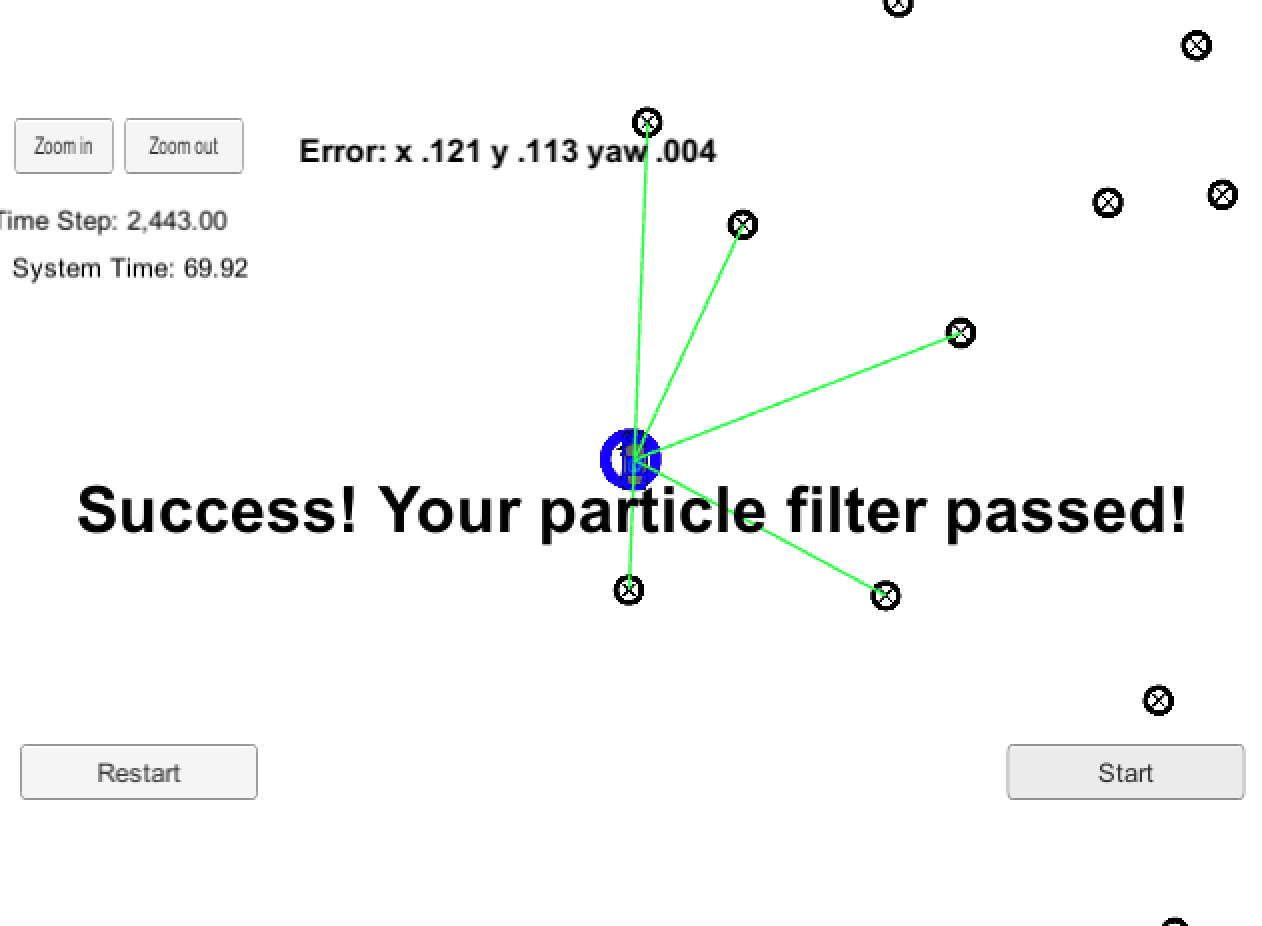 Zoom in
Zoom out
Error: x .121 y .113 yaw .004
Time Step: 2,443.00
System Time: 69.92
Success! Your particle filter passed!
Restart
Start